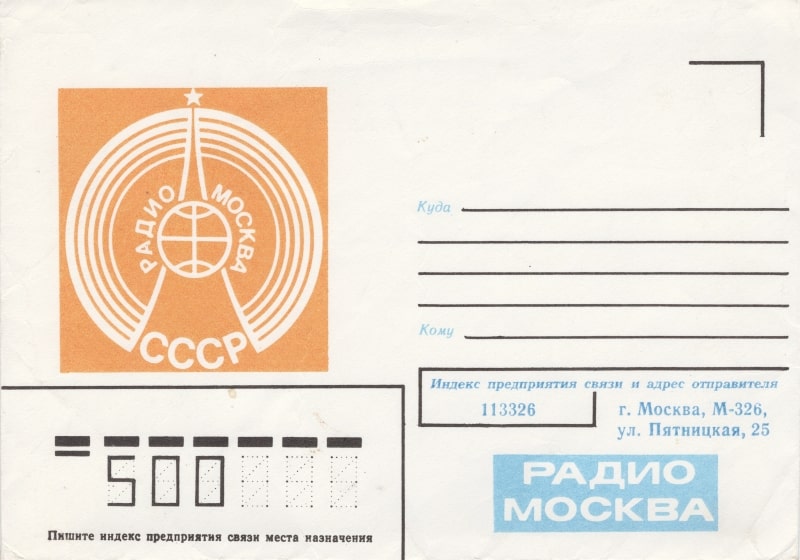 РАДИО МОСКВА
СССР
Куда
Кому
Индекс предприятия связи и адрес отправителя
113326
г. Москва, М-326,
ул. Пятницкая, 25
500
Пишите индекс предприятия связи места назначения
РАДИО
МОСКВА